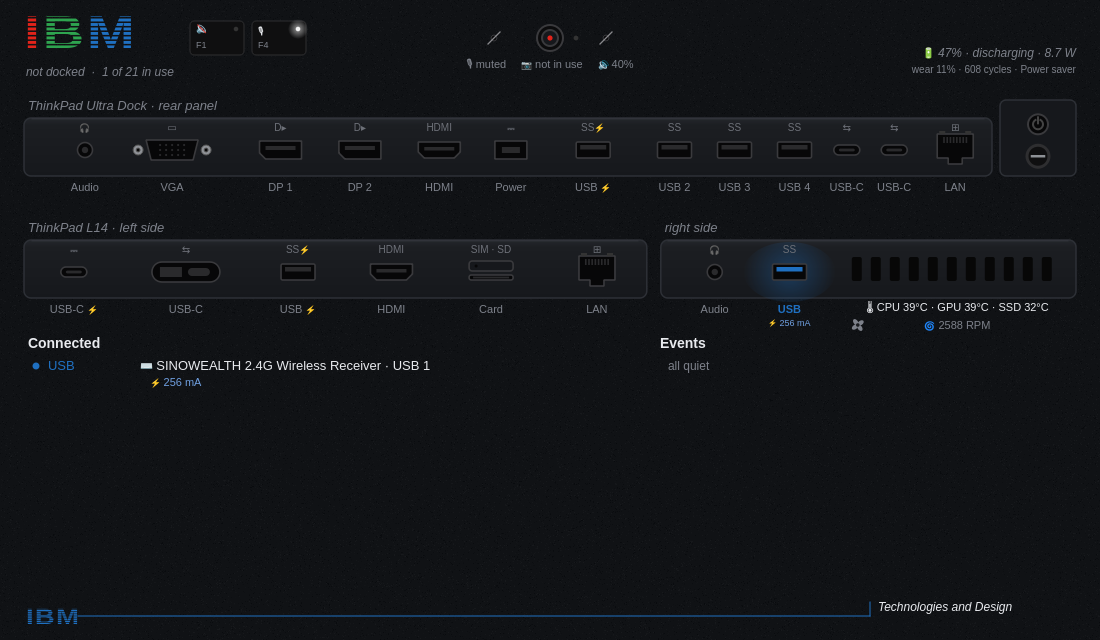 IBM
F1
F4
muted
not in use
40%
47% · discharging · 8.7 W
wear 11% · 608 cycles · Power saver
not docked · 1 of 21 in use
ThinkPad Ultra Dock · rear panel
D D HDMI SS⚡ SS SS SS
Audio VGA DP 1 DP 2 HDMI Power USB ⚡ USB 2 USB 3 USB 4 USB-C USB-C LAN
ThinkPad L14 · left side
right side
SS⚡ HDMI SIM · SD
SS
USB-C ⚡ USB-C USB ⚡ HDMI Card LAN
Audio USB
CPU 39°C · GPU 39°C · SSD 32°C
⚡ 256 mA
2588 RPM
Connected
Events
USB SINOWEALTH 2.4G Wireless Receiver · USB 1
⚡ 256 mA
all quiet
IBM
Technologies and Design